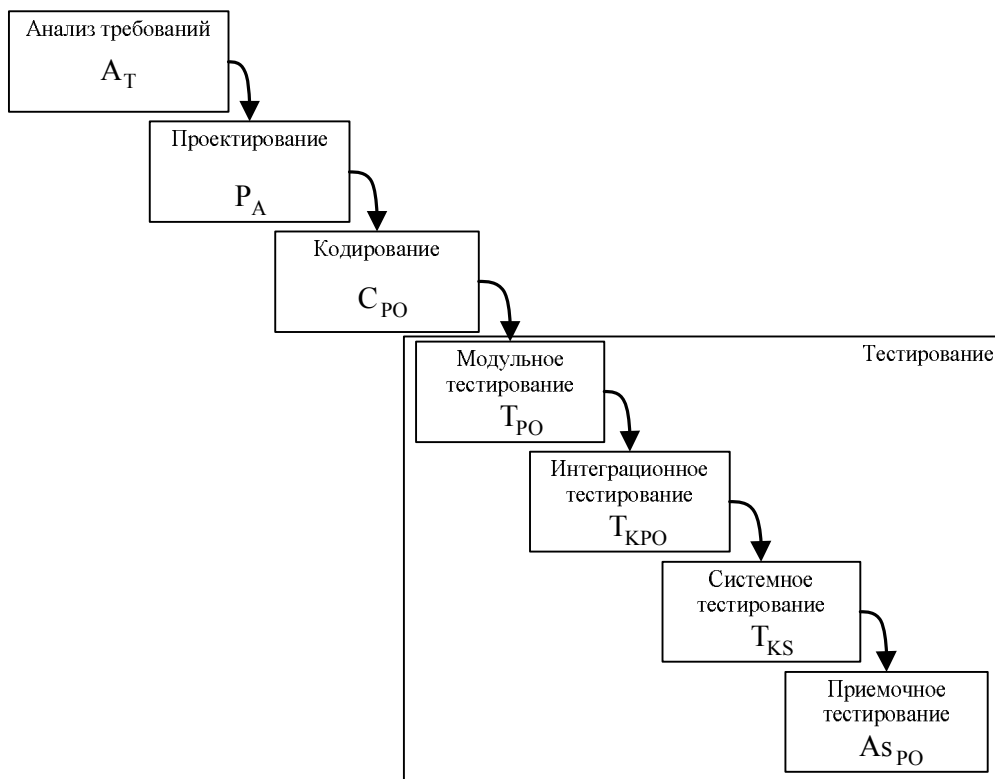 Анализ требований
A_T
Проектирование
P_A
Кодирование
C_PO
Тестирование
Модульное
тестирование
T_PO
Интеграционное
тестирование
T_KPO
Системное
тестирование
T_KS
Приемочное
тестирование
As_PO